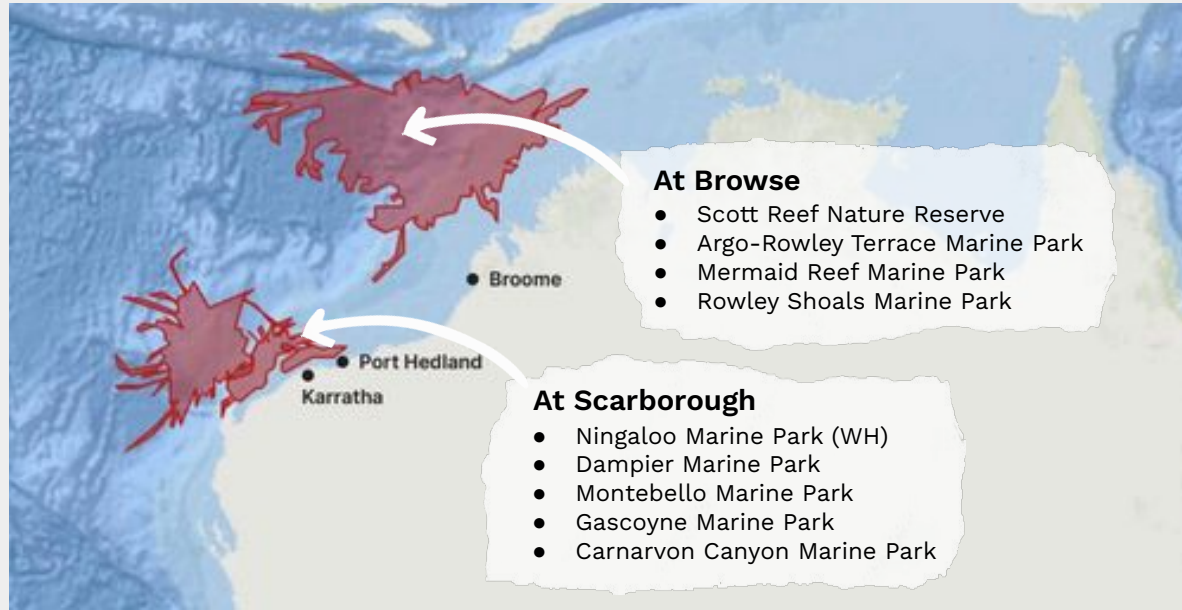 At Browse
● Scott Reef Nature Reserve
● Argo-Rowley Terrace Marine Park
● Mermaid Reef Marine Park
● Rowley Shoals Marine Park
Broome
Port Hedland
Karratha
At Scarborough
● Ningaloo Marine Park (WH)
● Dampier Marine Park
● Montebello Marine Park
● Gascoyne Marine Park
● Carnarvon Canyon Marine Park